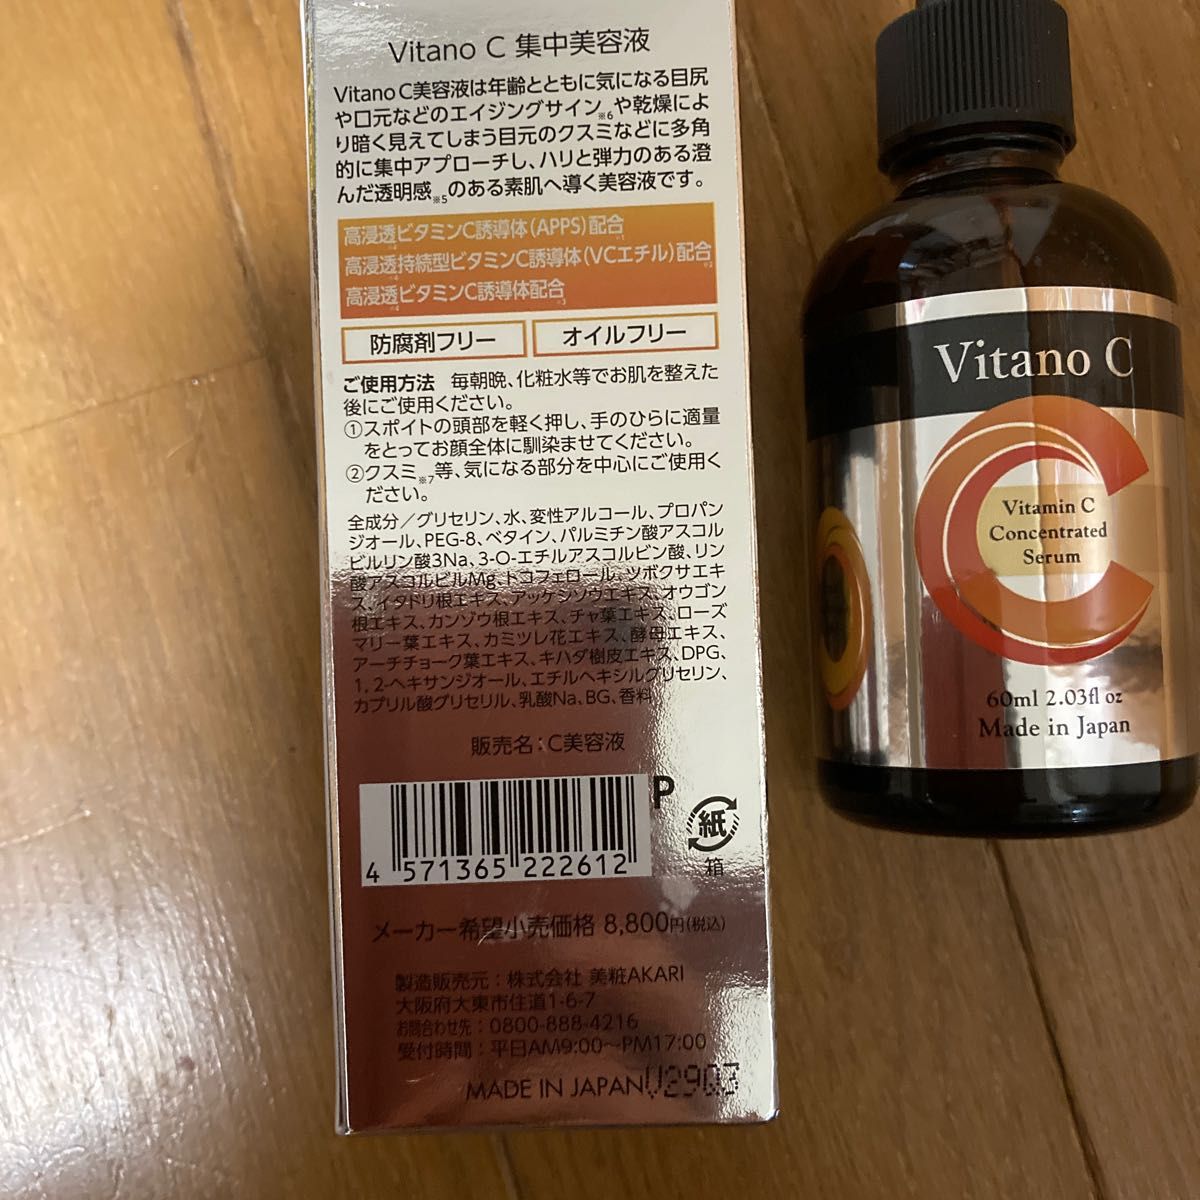 Vitano C 集中美容液
Vitano C美容液は年齢とともに気になる目尻
や口元などのエイジングサイン※6や乾燥によ
り暗く見えてしまう目元のクスミなどに多角
的に集中アプローチし、ハリと弾力のある澄
んだ透明感※5のある素肌へ導く美容液です。
高浸透※4ビタミンC誘導体(APPS)配合※1
高浸透※4持続型ビタミンC誘導体(VCエチル)配合※2
高浸透※4ビタミンC誘導体配合※3
防腐剤フリー オイルフリー
ご使用方法 毎朝晩、化粧水等でお肌を整えた
後にご使用ください。
①スポイトの頭部を軽く押し、手のひらに適量
をとってお顔全体に馴染ませてください。
②クスミ※7等、気になる部分を中心にご使用く
ださい。
全成分/グリセリン、水、変性アルコール、プロパン
ジオール、PEG-8、ベタイン、パルミチン酸アスコル
ビルリン酸3Na、3-O-エチルアスコルビン酸、リン
酸アスコルビルMg、トコフェロール、ツボクサエキ
ス、イタドリ根エキス、アッケシソウエキス、オウゴン
根エキス、カンゾウ根エキス、チャ葉エキス、ローズ
マリー葉エキス、カミツレ花エキス、酵母エキス、
アーチチョーク葉エキス、キハダ樹皮エキス、DPG、
1,2-ヘキサンジオール、エチルヘキシルグリセリン、
カプリル酸グリセリル、乳酸Na、BG、香料
販売名:C美容液
P
紙
箱
4 571365 222612
メーカー希望小売価格 8,800円(税込)
製造販売元:株式会社 美粧AKARI
大阪府大東市住道1-6-7
お問合わせ先:0800-888-4216
受付時間:平日AM9:00~PM17:00
MADE IN JAPAN
Vitano C
Vitamin C
Concentrated
Serum
60ml 2.03fl oz
Made in Japan